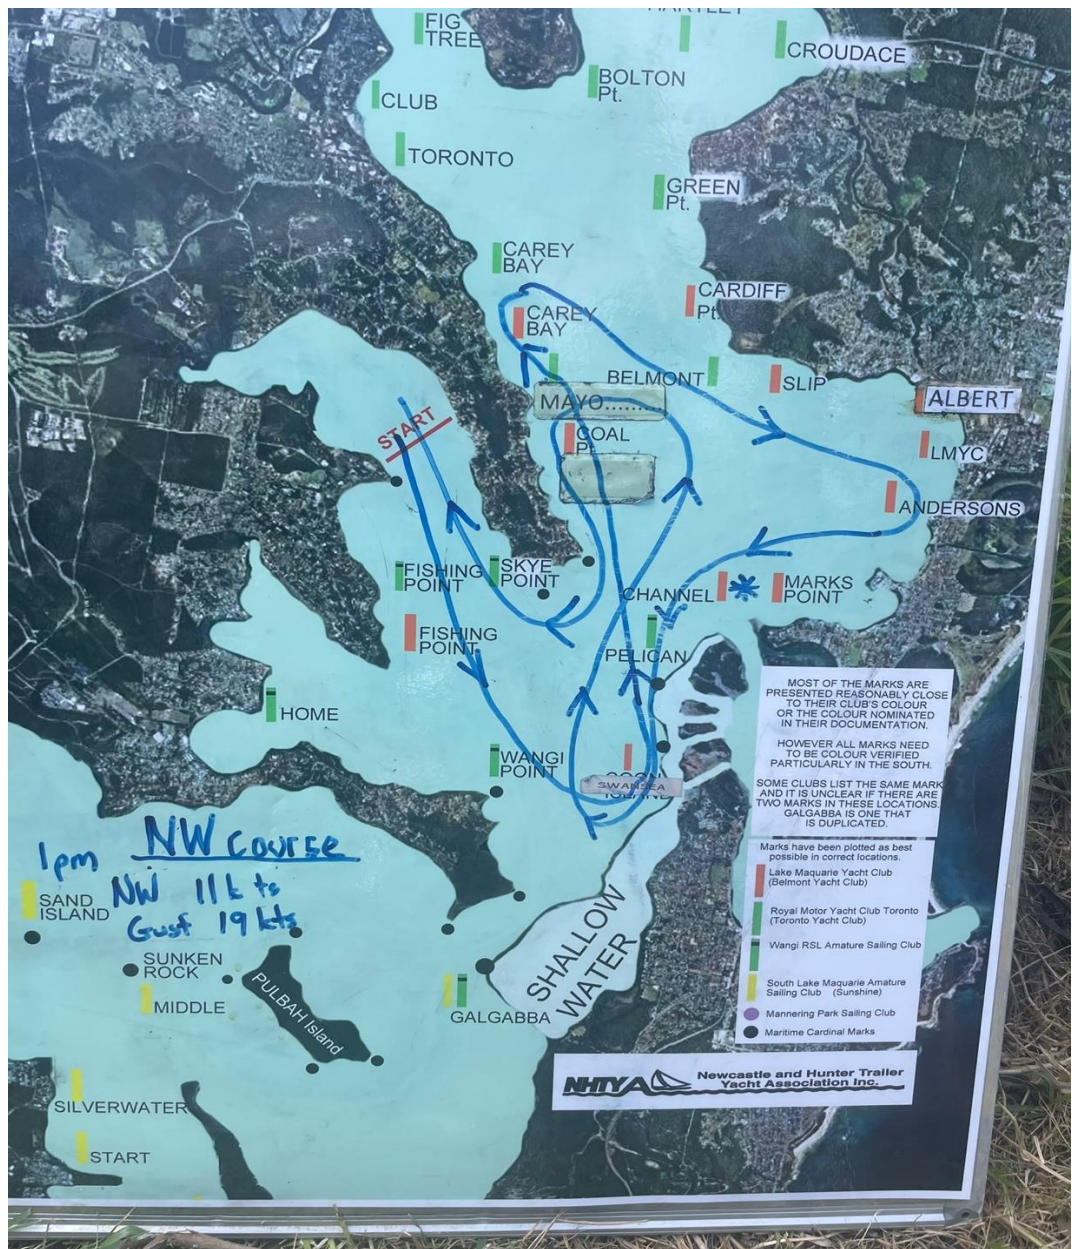 FIG
TREE
HARTLEY
CROUDACE
BOLTON
Pt.
CLUB
TORONTO
GREEN
Pt.
CAREY
BAY
CARDIFF
Pt.
CAREY
BAY
BELMONT
SLIP
MAYO.........
ALBERT
START
COAL
Pt.
LMYC
ANDERSONS
FISHING
POINT
SKYE
POINT
CHANNEL
*
MARKS
POINT
FISHING
POINT
PELICAN
HOME
WANGI
POINT
SWANSEA
ISLAND
MOST OF THE MARKS ARE
PRESENTED REASONABLY CLOSE
TO THEIR CLUB'S COLOUR
OR THE COLOUR NOMINATED
IN THEIR DOCUMENTATION.
HOWEVER ALL MARKS NEED
TO BE COLOUR VERIFIED
PARTICULARLY IN THE SOUTH.
SOME CLUBS LIST THE SAME MARK
AND IT IS UNCLEAR IF THERE ARE
TWO MARKS IN THESE LOCATIONS.
GALGABBA IS ONE THAT
IS DUPLICATED.
1pm
NW Course
NW 11kts
Gust 19kts
Marks have been plotted as best
possible in correct locations.
Lake Maquarie Yacht Club
(Belmont Yacht Club)
Royal Motor Yacht Club Toronto
(Toronto Yacht Club)
Wangi RSL Amature Sailing Club
South Lake Maquarie Amature
Sailing Club (Sunshine)
Mannering Park Sailing Club
Maritime Cardinal Marks
SAND
ISLAND
SUNKEN
ROCK
MIDDLE
PULBAH Island
GALGABBA
SHALLOW
WATER
NHTYA
Newcastle and Hunter Trailer
Yacht Association Inc.
SILVERWATER
START